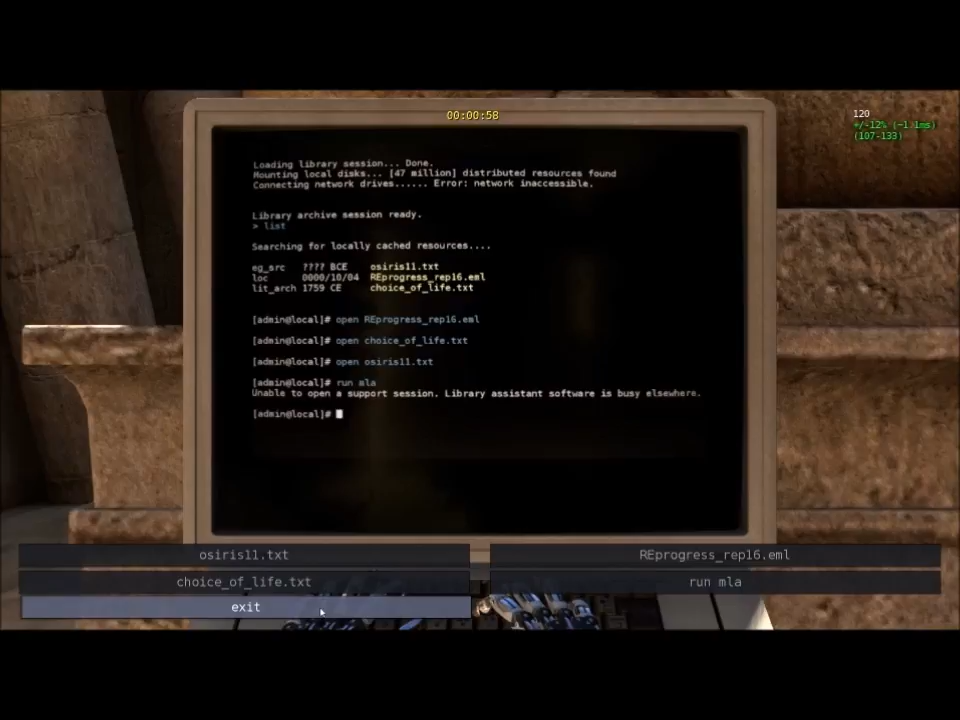 00:00:58
120
+/-12% (~1.1ms)
(107-133)
Loading library session... Done.
Mounting local disks... [47 million] distributed resources found
Connecting network drives...... Error: network inaccessible.
Library archive session ready.
> list
Searching for locally cached resources....
eg_src ???? BCE osiris11.txt
loc 0000/10/04 REprogress_rep16.eml
lit_arch 1759 CE choice_of_life.txt
[admin@local]# open REprogress_rep16.eml
[admin@local]# open choice_of_life.txt
[admin@local]# open osiris11.txt
[admin@local]# run mla
Unable to open a support session. Library assistant software is busy elsewhere.
[admin@local]#
osiris11.txt REprogress_rep16.eml
choice_of_life.txt run mla
exit